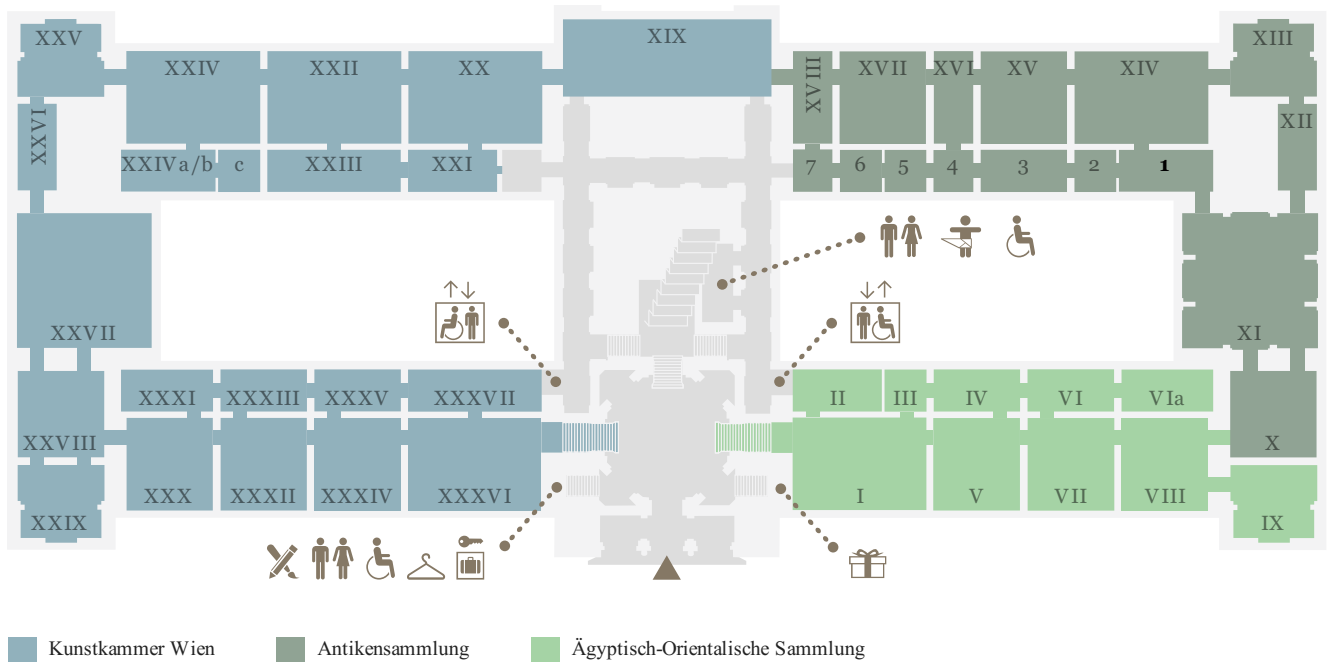 XXV
XXIV
XXII
XX
XIX
XVIII
XVII
XVI
XV
XIV
XIII
XXVI
XII
XXIVa/b
c
XXIII
XXI
7
6
5
4
3
2
1
XXVII
XI
XXXI
XXXIII
XXXV
XXXVII
II
III
IV
VI
VIa
XXVIII
X
XXX
XXXII
XXXIV
XXXVI
I
V
VII
VIII
XXIX
IX
Kunstkammer Wien
Antikensammlung
Ägyptisch-Orientalische Sammlung